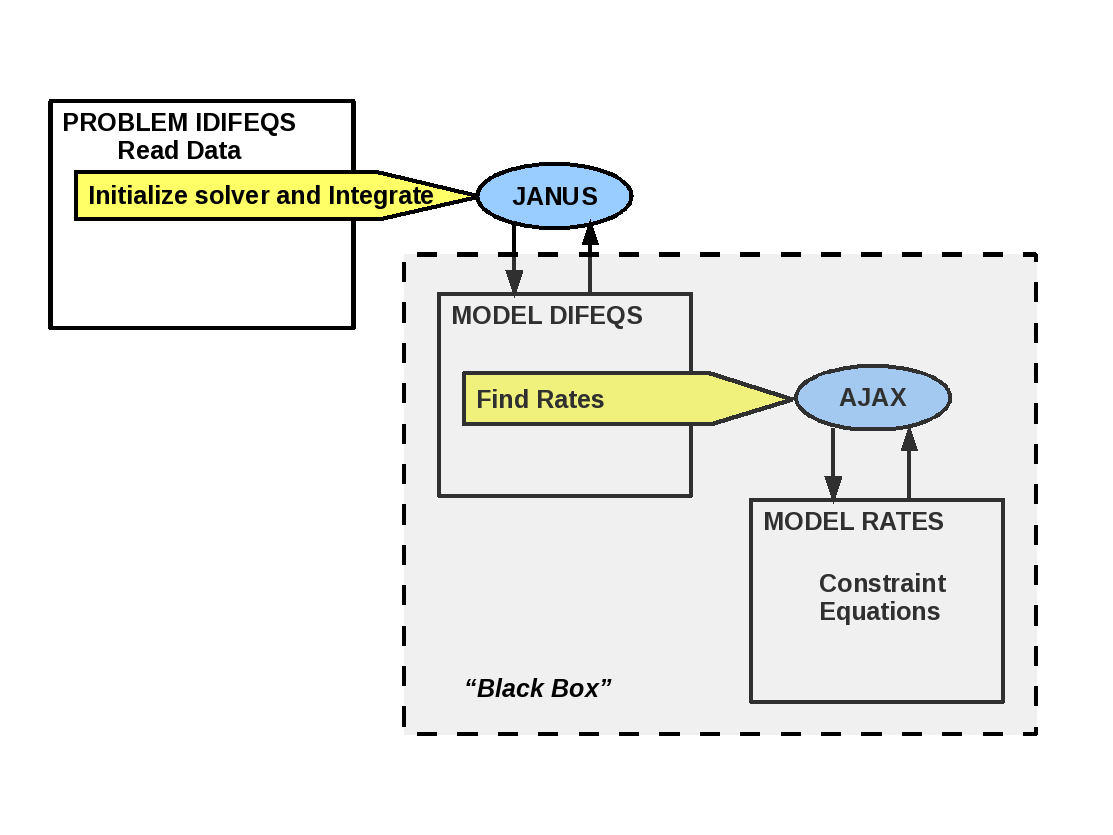 PROBLEM IDIFEQS
Read Data
Initialize solver and Integrate
JANUS
MODEL DIFEQS
Find Rates
AJAX
MODEL RATES
Constraint
Equations
“Black Box”